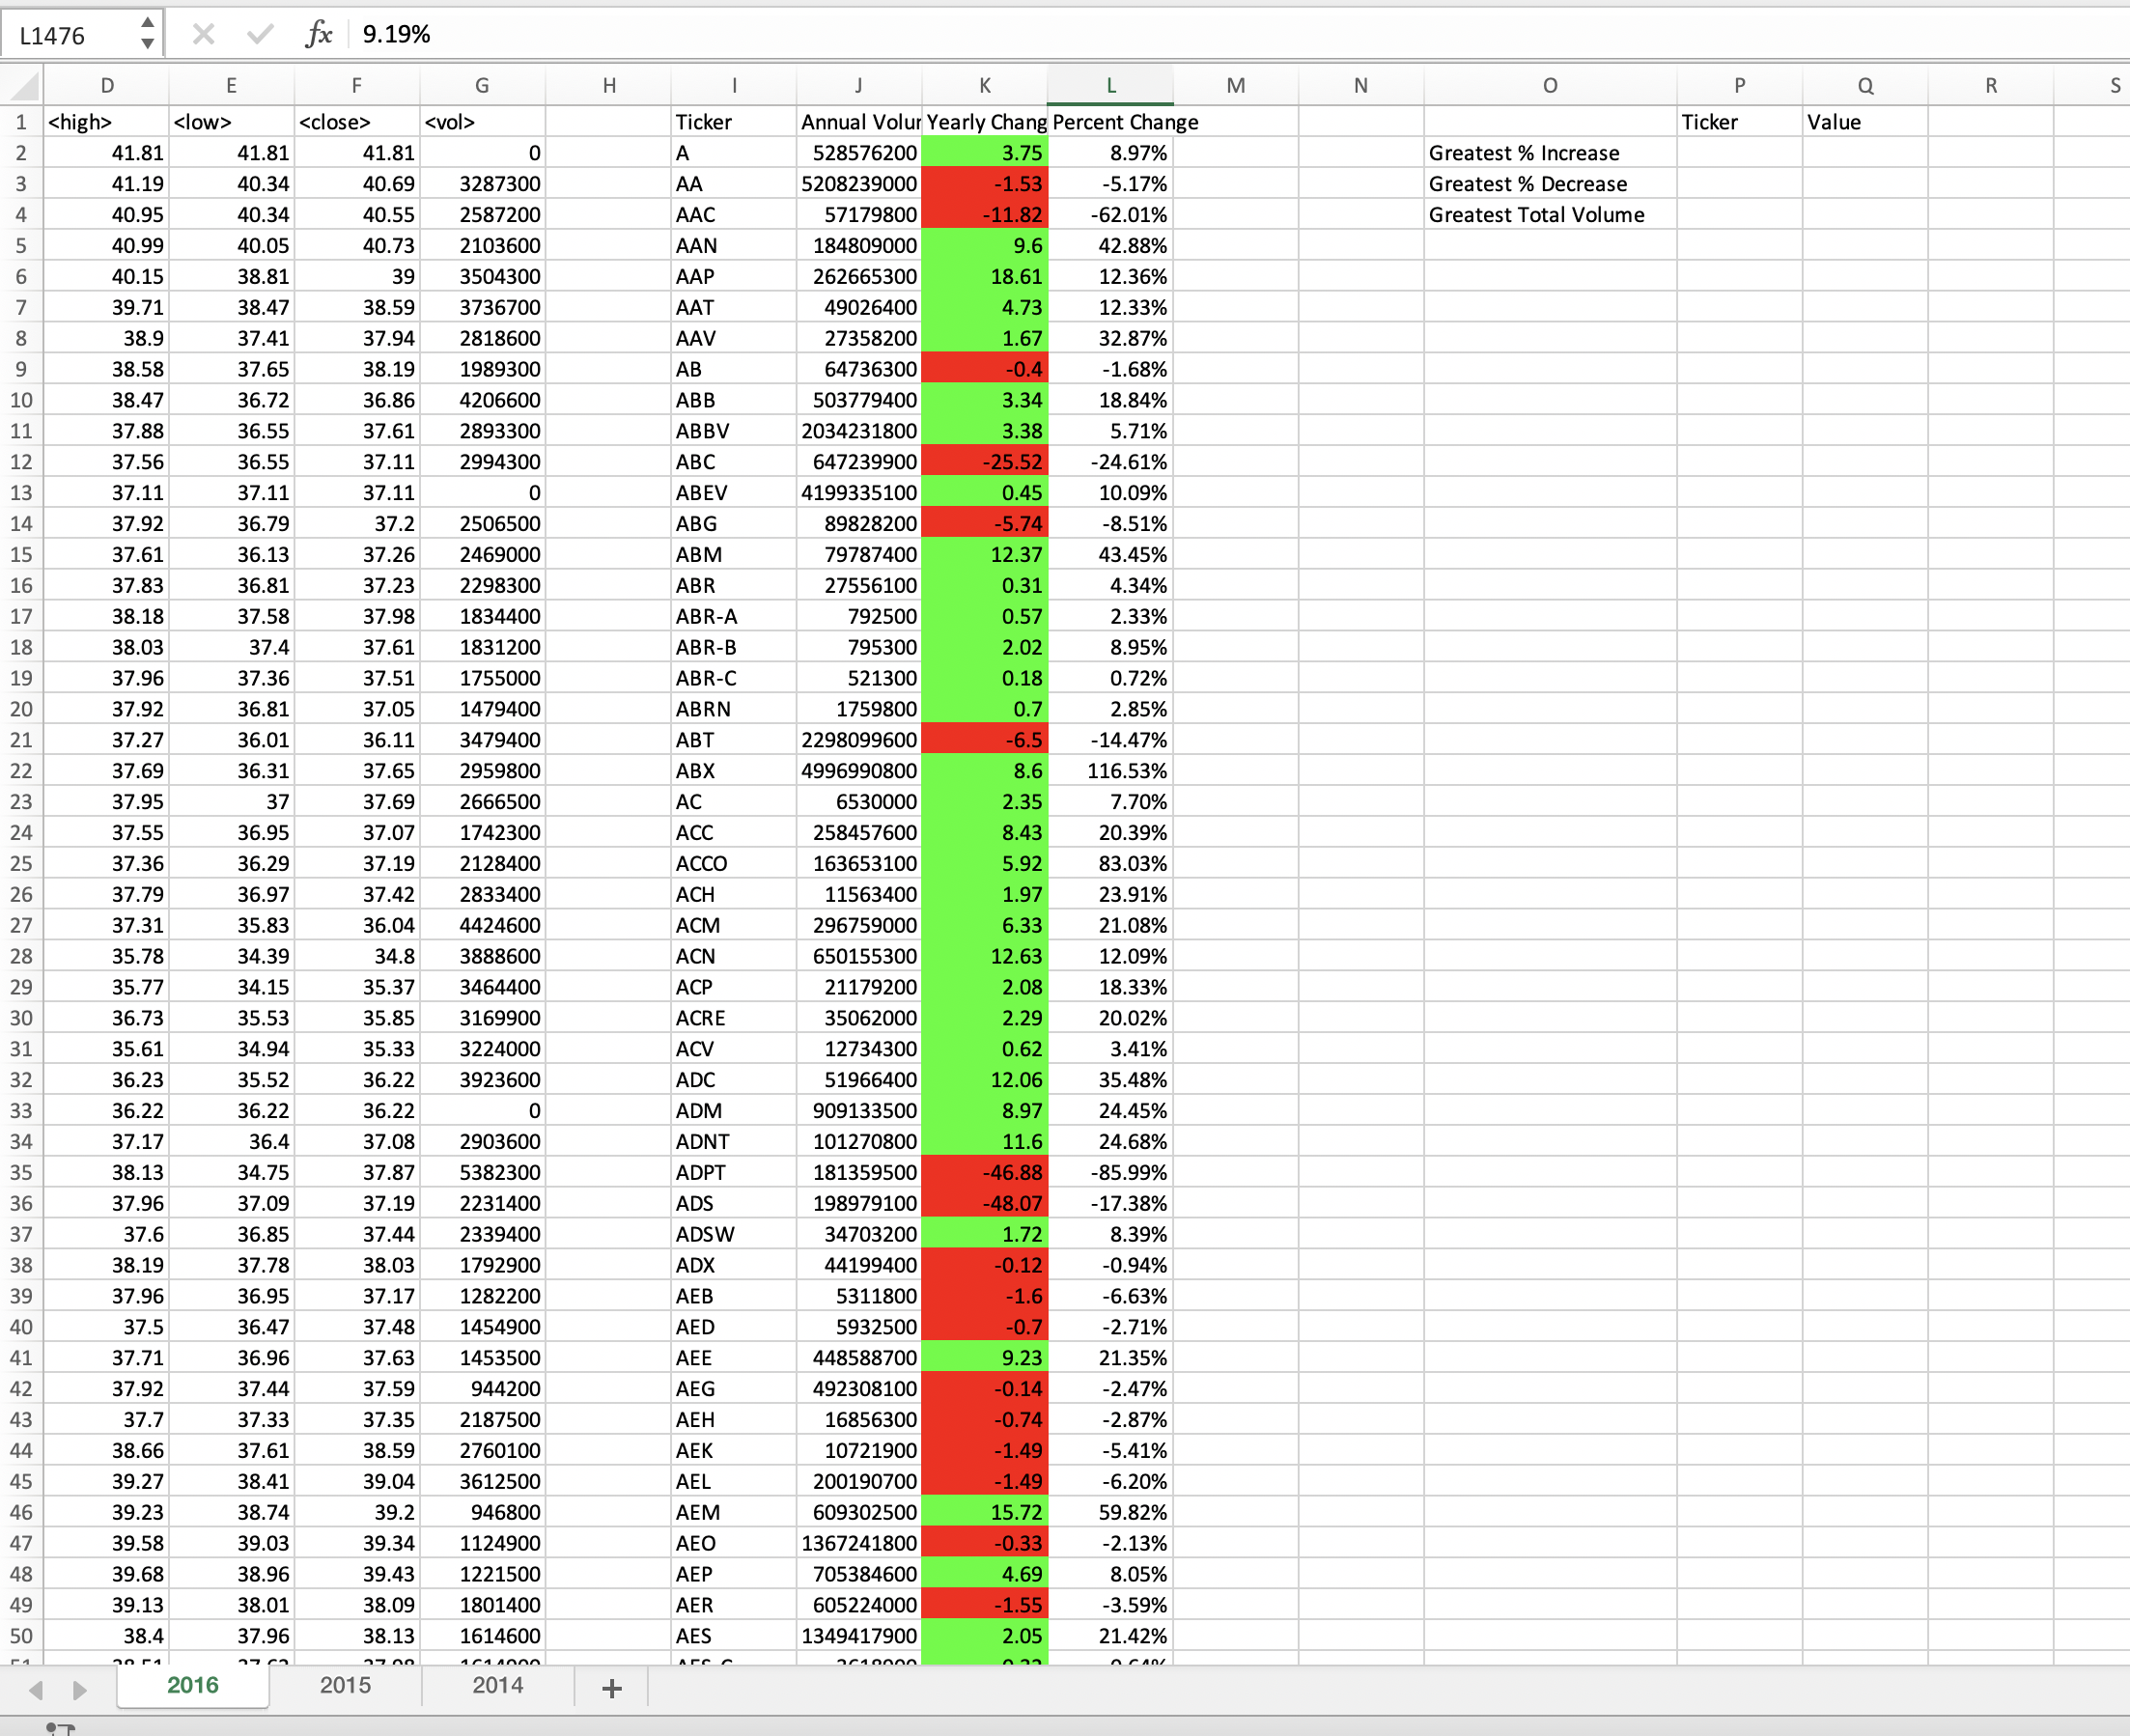 L1476 fx 9.19%
D E F G H I J K L M N O P Q R S
1 <high> <low> <close> <vol> Ticker Annual Volur Yearly Chang Percent Change Ticker Value
2 41.81 41.81 41.81 0 A 528576200 3.75 8.97% Greatest % Increase
3 41.19 40.34 40.69 3287300 AA 5208239000 -1.53 -5.17% Greatest % Decrease
4 40.95 40.34 40.55 2587200 AAC 57179800 -11.82 -62.01% Greatest Total Volume
5 40.99 40.05 40.73 2103600 AAN 184809000 9.6 42.88%
6 40.15 38.81 39 3504300 AAP 262665300 18.61 12.36%
7 39.71 38.47 38.59 3736700 AAT 49026400 4.73 12.33%
8 38.9 37.41 37.94 2818600 AAV 27358200 1.67 32.87%
9 38.58 37.65 38.19 1989300 AB 64736300 -0.4 -1.68%
10 38.47 36.72 36.86 4206600 ABB 503779400 3.34 18.84%
11 37.88 36.55 37.61 2893300 ABBV 2034231800 3.38 5.71%
12 37.56 36.55 37.11 2994300 ABC 647239900 -25.52 -24.61%
13 37.11 37.11 37.11 0 ABEV 4199335100 0.45 10.09%
14 37.92 36.79 37.2 2506500 ABG 89828200 -5.74 -8.51%
15 37.61 36.13 37.26 2469000 ABM 79787400 12.37 43.45%
16 37.83 36.81 37.23 2298300 ABR 27556100 0.31 4.34%
17 38.18 37.58 37.98 1834400 ABR-A 792500 0.57 2.33%
18 38.03 37.4 37.61 1831200 ABR-B 795300 2.02 8.95%
19 37.96 37.36 37.51 1755000 ABR-C 521300 0.18 0.72%
20 37.92 36.81 37.05 1479400 ABRN 1759800 0.7 2.85%
21 37.27 36.01 36.11 3479400 ABT 2298099600 -6.5 -14.47%
22 37.69 36.31 37.65 2959800 ABX 4996990800 8.6 116.53%
23 37.95 37 37.69 2666500 AC 6530000 2.35 7.70%
24 37.55 36.95 37.07 1742300 ACC 258457600 8.43 20.39%
25 37.36 36.29 37.19 2128400 ACCO 163653100 5.92 83.03%
26 37.79 36.97 37.42 2833400 ACH 11563400 1.97 23.91%
27 37.31 35.83 36.04 4424600 ACM 296759000 6.33 21.08%
28 35.78 34.39 34.8 3888600 ACN 650155300 12.63 12.09%
29 35.77 34.15 35.37 3464400 ACP 21179200 2.08 18.33%
30 36.73 35.53 35.85 3169900 ACRE 35062000 2.29 20.02%
31 35.61 34.94 35.33 3224000 ACV 12734300 0.62 3.41%
32 36.23 35.52 36.22 3923600 ADC 51966400 12.06 35.48%
33 36.22 36.22 36.22 0 ADM 909133500 8.97 24.45%
34 37.17 36.4 37.08 2903600 ADNT 101270800 11.6 24.68%
35 38.13 34.75 37.87 5382300 ADPT 181359500 -46.88 -85.99%
36 37.96 37.09 37.19 2231400 ADS 198979100 -48.07 -17.38%
37 37.6 36.85 37.44 2339400 ADSW 34703200 1.72 8.39%
38 38.19 37.78 38.03 1792900 ADX 44199400 -0.12 -0.94%
39 37.96 36.95 37.17 1282200 AEB 5311800 -1.6 -6.63%
40 37.5 36.47 37.48 1454900 AED 5932500 -0.7 -2.71%
41 37.71 36.96 37.63 1453500 AEE 448588700 9.23 21.35%
42 37.92 37.44 37.59 944200 AEG 492308100 -0.14 -2.47%
43 37.7 37.33 37.35 2187500 AEH 16856300 -0.74 -2.87%
44 38.66 37.61 38.59 2760100 AEK 10721900 -1.49 -5.41%
45 39.27 38.41 39.04 3612500 AEL 200190700 -1.49 -6.20%
46 39.23 38.74 39.2 946800 AEM 609302500 15.72 59.82%
47 39.58 39.03 39.34 1124900 AEO 1367241800 -0.33 -2.13%
48 39.68 38.96 39.43 1221500 AEP 705384600 4.69 8.05%
49 39.13 38.01 38.09 1801400 AER 605224000 -1.55 -3.59%
50 38.4 37.96 38.13 1614600 AES 1349417900 2.05 21.42%
2016 2015 2014 +